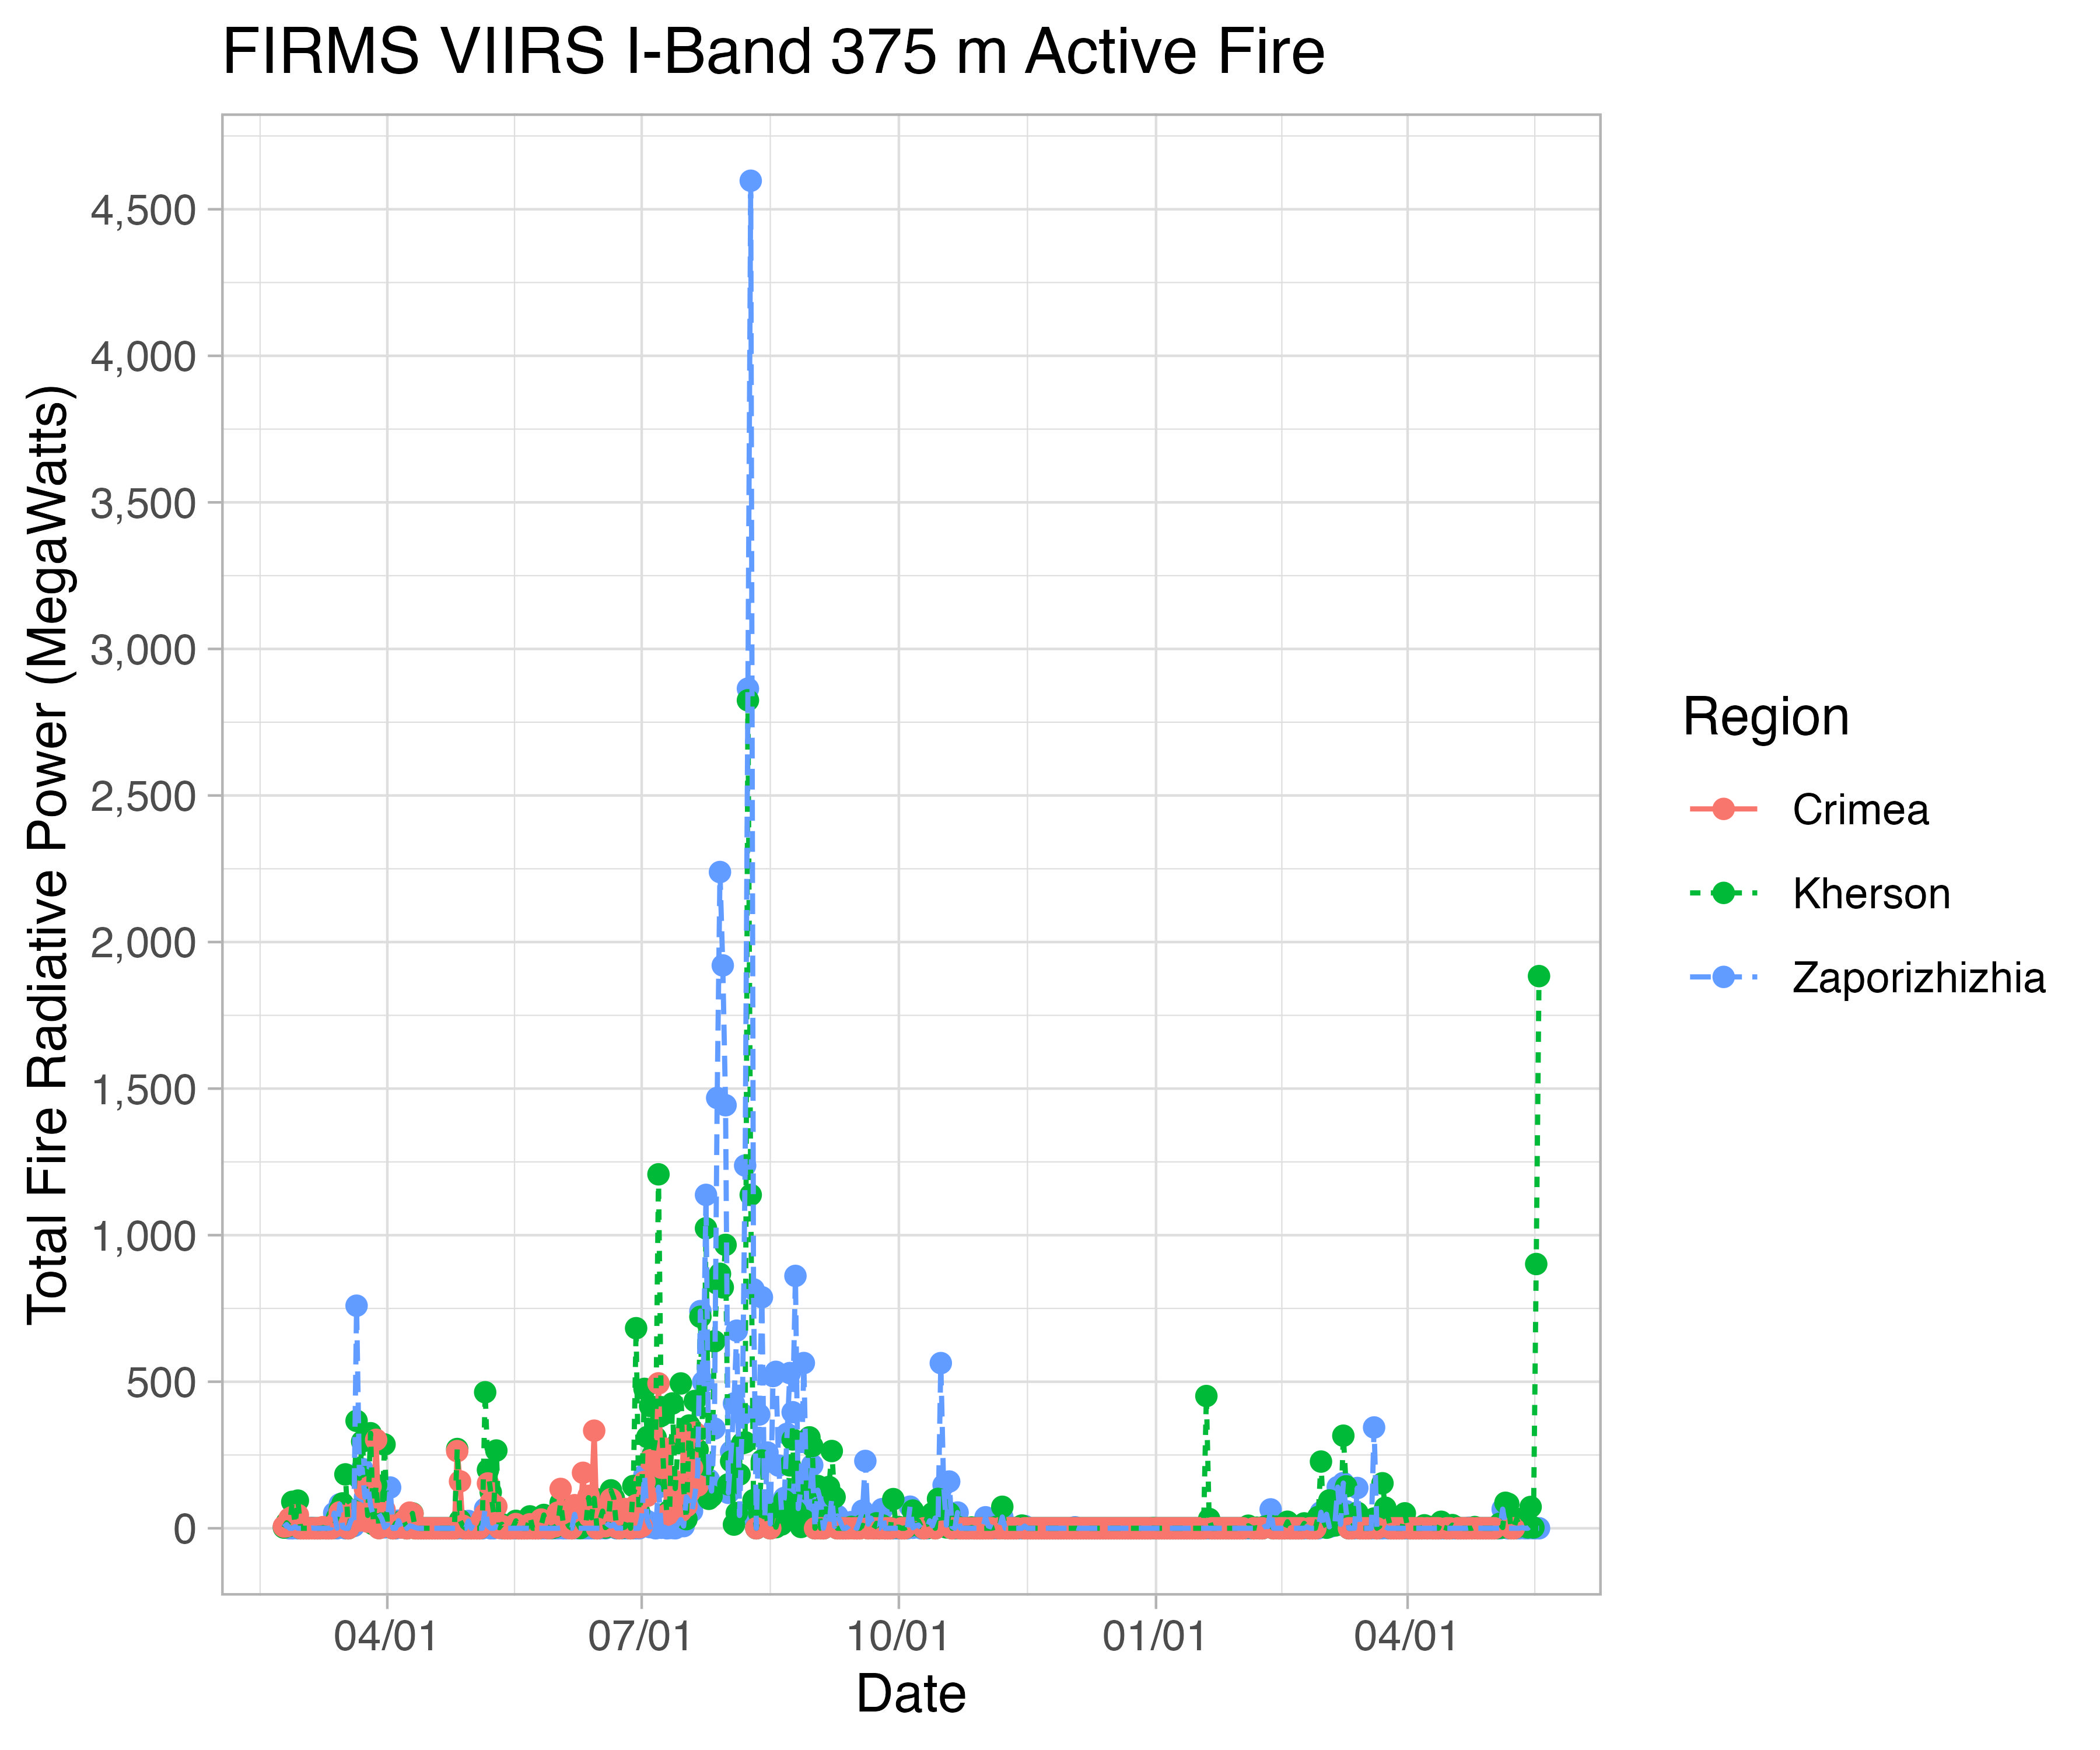 FIRMS VIIRS I-Band 375 m Active Fire
Total Fire Radiative Power (MegaWatts)
4,500
4,000
3,500
3,000
2,500
2,000
1,500
1,000
500
0
04/01
07/01
10/01
01/01
04/01
Date
Region
Crimea
Kherson
Zaporizhizhia